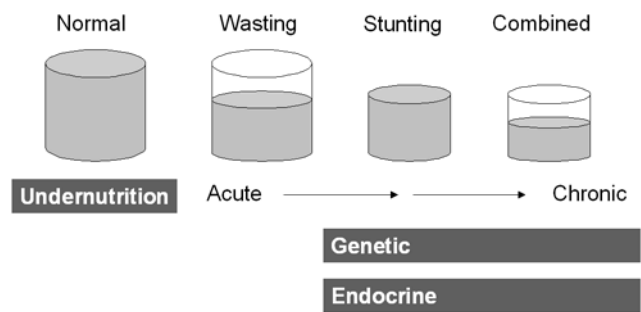 Normal Wasting Stunting Combined
Undernutrition Acute Chronic
Genetic
Endocrine